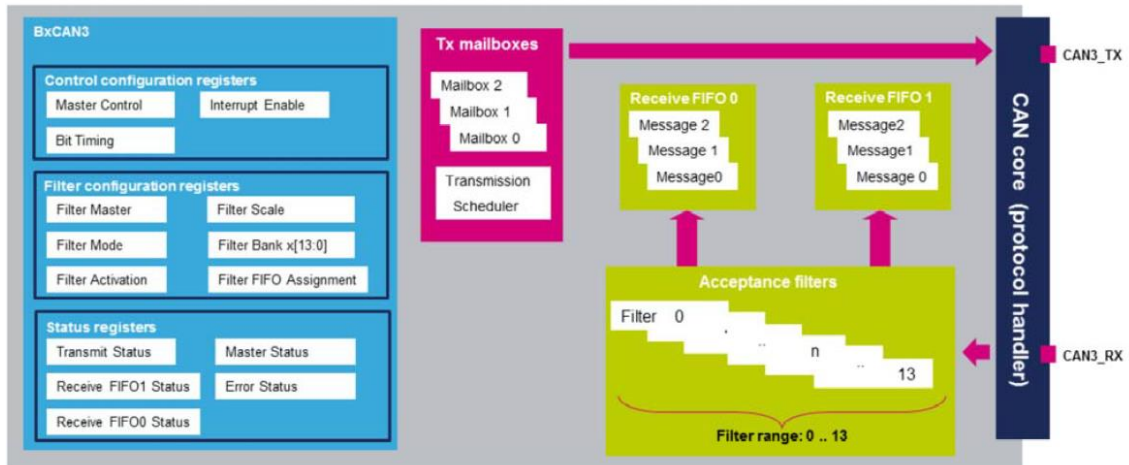 BxCAN3
Control configuration registers
Master Control
Interrupt Enable
Bit Timing
Filter configuration registers
Filter Master
Filter Scale
Filter Mode
Filter Bank x[13:0]
Filter Activation
Filter FIFO Assignment
Status registers
Transmit Status
Master Status
Receive FIFO1 Status
Error Status
Receive FIFO0 Status
Tx mailboxes
Mailbox 2
Mailbox 1
Mailbox 0
Transmission
Scheduler
Receive FIFO 0
Message 2
Message 1
Message0
Receive FIFO 1
Message2
Message1
Message 0
Acceptance filters
Filter 0
.
..
n
..
13
Filter range: 0 .. 13
CAN core (protocol handler)
CAN3_TX
CAN3_RX